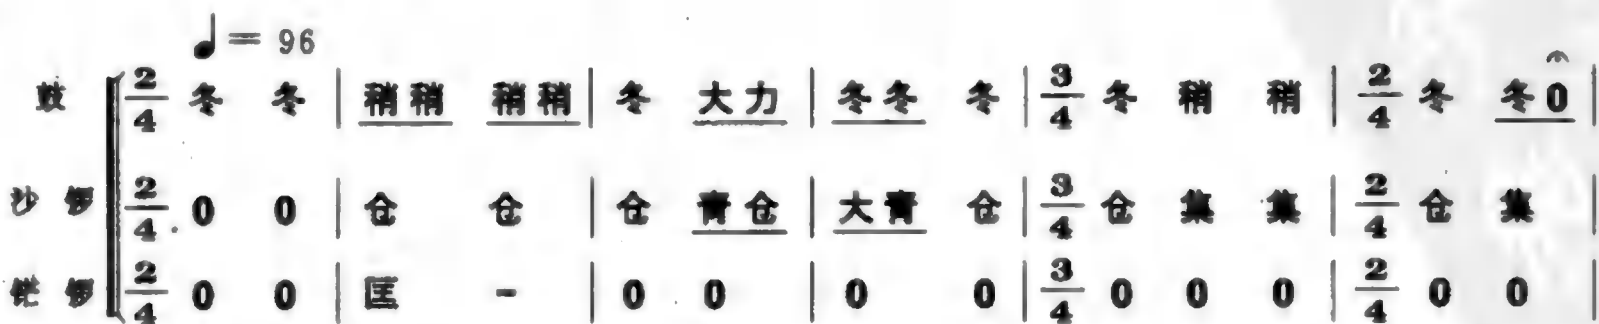 ♩= 96
鼓 2/4 冬 冬 | 稍稍 稍稍 | 冬 大力 | 冬冬 冬 | 3/4 冬 稍 稍 | 2/4 冬 冬0 |
沙锣 2/4 0 0 | 仓 仓 | 仓 青仓 | 大青 仓 | 3/4 仓 集 集 | 2/4 仓 集 |
铓锣 2/4 0 0 | 匡 - | 0 0 | 0 0 | 3/4 0 0 0 | 2/4 0 0 |